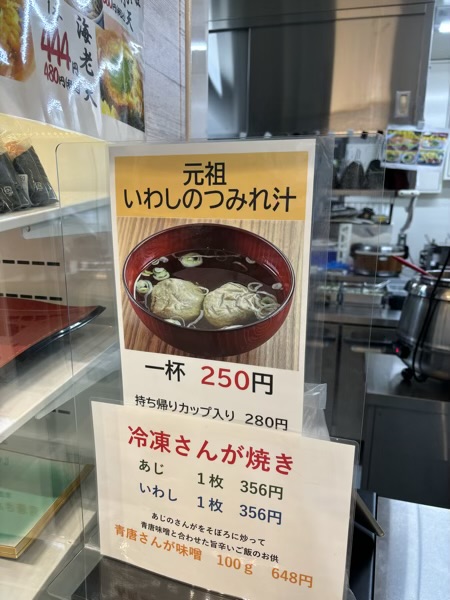 444
480円
海老天
元祖
いわしのつみれ汁
一杯 250円
持ち帰りカップ入り 280円
冷凍さんが焼き
あじ 1枚 356円
いわし 1枚 356円
あじのさんがをそぼろに炒って
青唐味噌と合わせた旨辛いご飯のお供
青唐さんが味噌 100g 648円